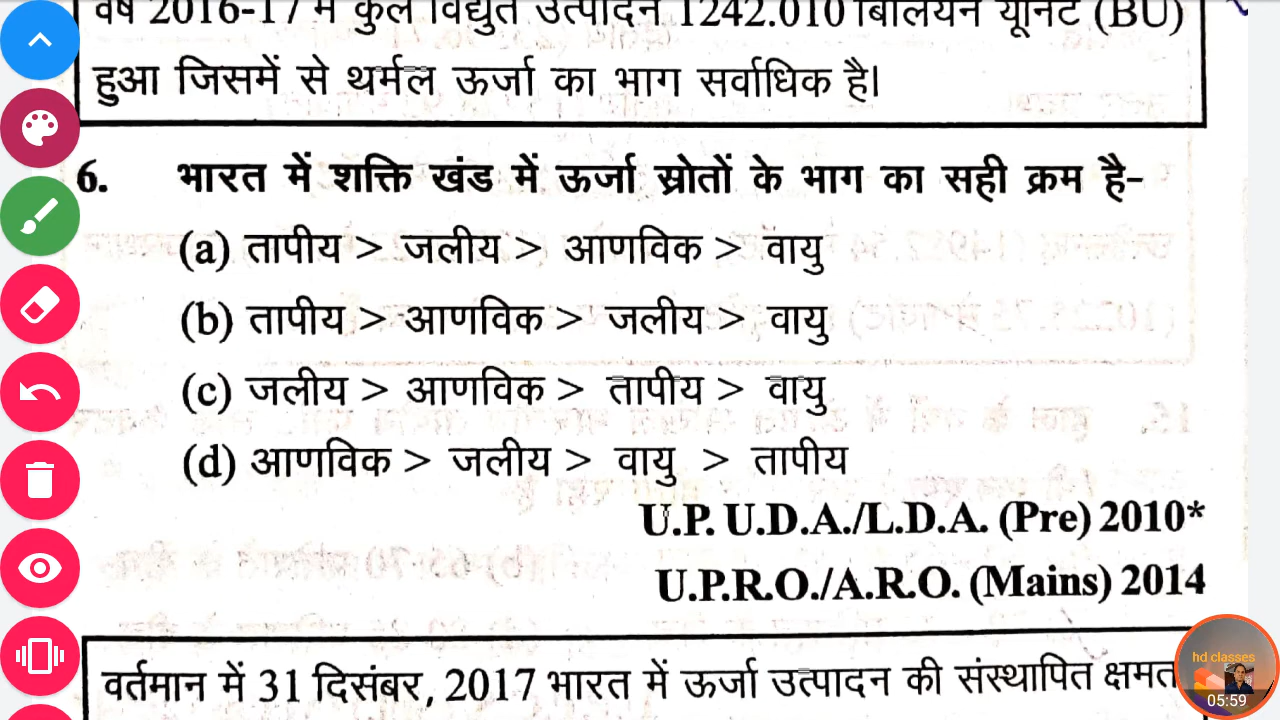 वर्ष 2016-17 में कुल विद्युत उत्पादन 1242.010 बिलियन यूनिट (BU)
हुआ जिसमें से थर्मल ऊर्जा का भाग सर्वाधिक है।
6. भारत में शक्ति खंड में ऊर्जा स्रोतों के भाग का सही क्रम है-
(a) तापीय > जलीय > आणविक > वायु
(b) तापीय > आणविक > जलीय > वायु
(c) जलीय > आणविक > तापीय > वायु
(d) आणविक > जलीय > वायु > तापीय
U.P. U.D.A./L.D.A. (Pre) 2010*
U.P.R.O./A.R.O. (Mains) 2014
वर्तमान में 31 दिसंबर, 2017 भारत में ऊर्जा उत्पादन की संस्थापित क्षमत
hd classes
05:59